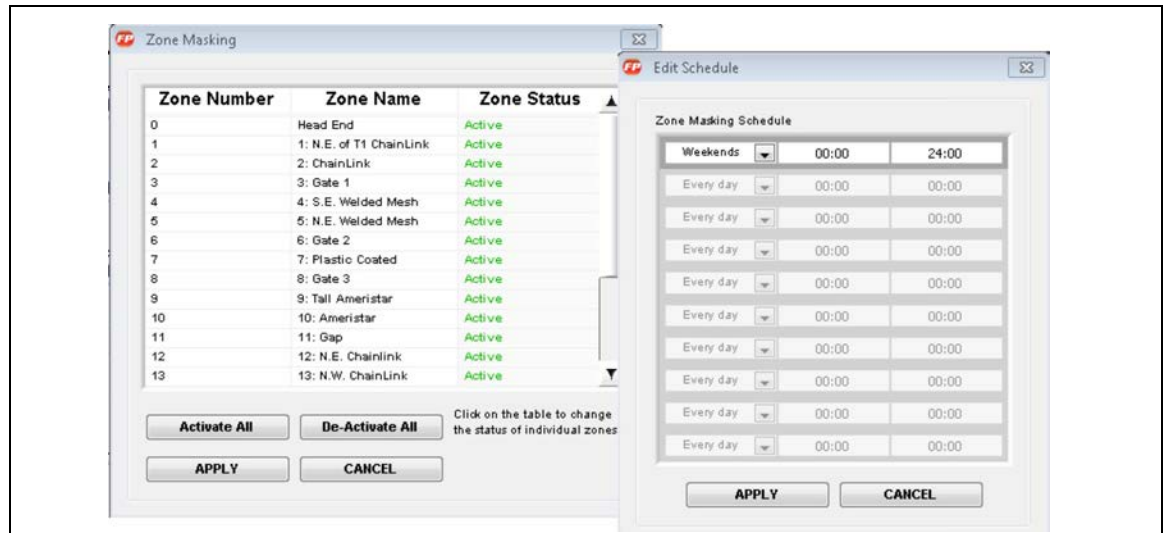 Zone Masking
Zone Number Zone Name Zone Status
0 Head End Active
1 1: N.E. of T1 ChainLink Active
2 2: ChainLink Active
3 3: Gate 1 Active
4 4: S.E. Welded Mesh Active
5 5: N.E. Welded Mesh Active
6 6: Gate 2 Active
7 7: Plastic Coated Active
8 8: Gate 3 Active
9 9: Tall Ameristar Active
10 10: Ameristar Active
11 11: Gap Active
12 12: N.E. Chainlink Active
13 13: N.W. ChainLink Active
Activate All De-Activate All
Click on the table to change
the status of individual zones
APPLY CANCEL
Edit Schedule
Zone Masking Schedule
Weekends 00:00 24:00
Every day 00:00 00:00
Every day 00:00 00:00
Every day 00:00 00:00
Every day 00:00 00:00
Every day 00:00 00:00
Every day 00:00 00:00
Every day 00:00 00:00
Every day 00:00 00:00
Every day 00:00 00:00
APPLY CANCEL